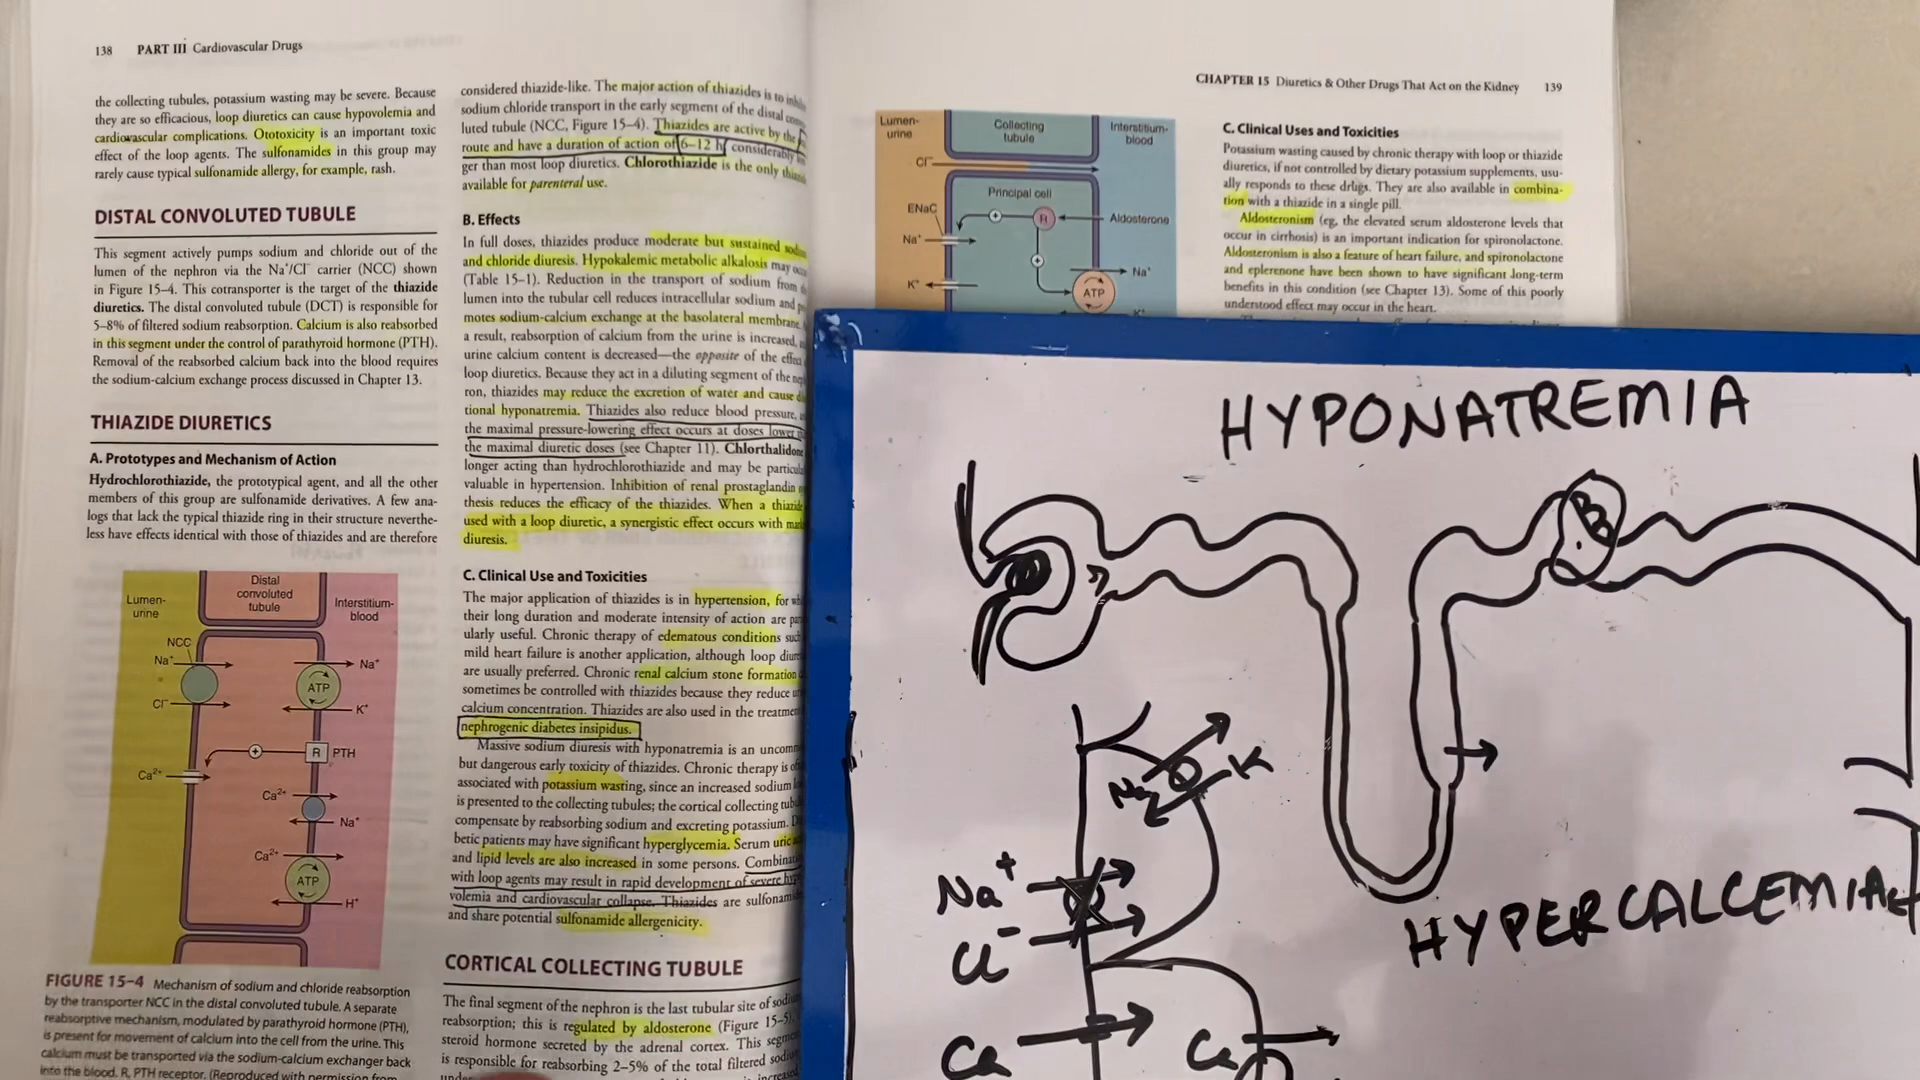 138 PART III Cardiovascular Drugs
the collecting tubules, potassium wasting may be severe. Because
they are so efficacious, loop diuretics can cause hypovolemia and
cardiovascular complications. Ototoxicity is an important toxic
effect of the loop agents. The sulfonamides in this group may
rarely cause typical sulfonamide allergy, for example, rash.
DISTAL CONVOLUTED TUBULE
This segment actively pumps sodium and chloride out of the
lumen of the nephron via the Na⁺/Cl⁻ carrier (NCC) shown
in Figure 15–4. This cotransporter is the target of the thiazide
diuretics. The distal convoluted tubule (DCT) is responsible for
5–8% of filtered sodium reabsorption. Calcium is also reabsorbed
in this segment under the control of parathyroid hormone (PTH).
Removal of the reabsorbed calcium back into the blood requires
the sodium-calcium exchange process discussed in Chapter 13.
THIAZIDE DIURETICS
A. Prototypes and Mechanism of Action
Hydrochlorothiazide, the prototypical agent, and all the other
members of this group are sulfonamide derivatives. A few ana-
logs that lack the typical thiazide ring in their structure neverthe-
less have effects identical with those of thiazides and are therefore
Lumen-
urine
Distal
convoluted
tubule
Interstitium-
blood
NCC
Na⁺
Na⁺
ATP
Cl⁻
K⁺
+
R PTH
Ca²⁺
Ca²⁺
Na⁺
Ca²⁺
ATP
H⁺
FIGURE 15–4 Mechanism of sodium and chloride reabsorption
by the transporter NCC in the distal convoluted tubule. A separate
reabsorptive mechanism, modulated by parathyroid hormone (PTH),
is present for movement of calcium into the cell from the urine. This
calcium must be transported via the sodium-calcium exchanger back
into the blood. R, PTH receptor. (Reproduced with permission from
considered thiazide-like. The major action of thiazides is to
sodium chloride transport in the early segment of the distal
luted tubule (NCC, Figure 15–4). Thiazides are active by the
route and have a duration of action of 6–12 h, considerably
ger than most loop diuretics. Chlorothiazide is the only
available for parenteral use.
B. Effects
In full doses, thiazides produce moderate but sustained
and chloride diuresis. Hypokalemic metabolic alkalosis may
(Table 15–1). Reduction in the transport of sodium from
lumen into the tubular cell reduces intracellular sodium and
motes sodium-calcium exchange at the basolateral membrane.
a result, reabsorption of calcium from the urine is increased,
urine calcium content is decreased—the opposite of the effect
loop diuretics. Because they act in a diluting segment of the
ron, thiazides may reduce the excretion of water and cause
tional hyponatremia. Thiazides also reduce blood pressure,
the maximal pressure-lowering effect occurs at doses lower
the maximal diuretic doses (see Chapter 11). Chlorthalidone
longer acting than hydrochlorothiazide and may be
valuable in hypertension. Inhibition of renal prostaglandin
thesis reduces the efficacy of the thiazides. When a thiazide
used with a loop diuretic, a synergistic effect occurs with
diuresis.
C. Clinical Use and Toxicities
The major application of thiazides is in hypertension, for
their long duration and moderate intensity of action are
ularly useful. Chronic therapy of edematous conditions
mild heart failure is another application, although loop
are usually preferred. Chronic renal calcium stone formation
sometimes be controlled with thiazides because they reduce
calcium concentration. Thiazides are also used in the
nephrogenic diabetes insipidus.
Massive sodium diuresis with hyponatremia is an
but dangerous early toxicity of thiazides. Chronic therapy is
associated with potassium wasting, since an increased sodium
is presented to the collecting tubules; the cortical collecting
compensate by reabsorbing sodium and excreting potassium.
betic patients may have significant hyperglycemia. Serum
and lipid levels are also increased in some persons.
with loop agents may result in rapid development of severe
volemia and cardiovascular collapse. Thiazides are
and share potential sulfonamide allergenicity.
CORTICAL COLLECTING TUBULE
The final segment of the nephron is the last tubular site of
reabsorption; this is regulated by aldosterone (Figure 15–5),
steroid hormone secreted by the adrenal cortex. This
is responsible for reabsorbing 2–5% of the total filtered
CHAPTER 15 Diuretics & Other Drugs That Act on the Kidney 139
Lumen-
urine
Collecting
tubule
Interstitium-
blood
Cl⁻
Principal cell
ENaC
+
R
Aldosterone
Na⁺
+
Na⁺
K⁺
ATP
K⁺
C. Clinical Uses and Toxicities
Potassium wasting caused by chronic therapy with loop or thiazide
diuretics, if not controlled by dietary potassium supplements, usu-
ally responds to these drugs. They are also available in combina-
tion with a thiazide in a single pill.
Aldosteronism (eg, the elevated serum aldosterone levels that
occur in cirrhosis) is an important indication for spironolactone.
Aldosteronism is also a feature of heart failure, and spironolactone
and eplerenone have been shown to have significant long-term
benefits in this condition (see Chapter 13). Some of this poorly
understood effect may occur in the heart.
HYPONATREMIA
Na K
Na⁺
Cl⁻
HYPERCALCEMIA
Ca Ca